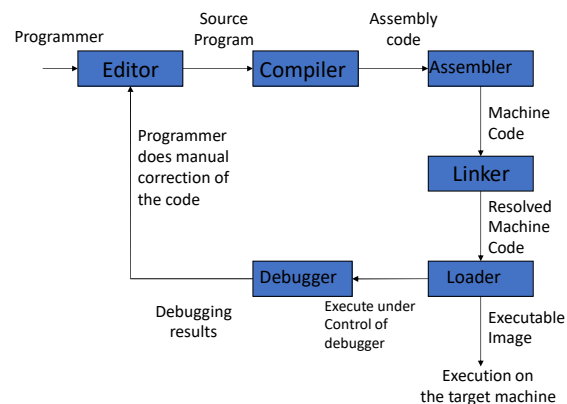 Programmer
Source
Program
Assembly
code
Editor
Compiler
Assembler
Machine
Code
Programmer
does manual
correction of
the code
Linker
Resolved
Machine
Code
Debugger
Loader
Debugging
results
Execute under
Control of
debugger
Executable
Image
Execution on
the target machine